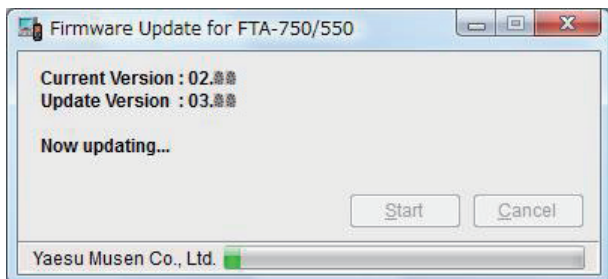 Firmware Update for FTA-750/550
Current Version : 02.
Update Version : 03.
Now updating...
Start Cancel
Yaesu Musen Co., Ltd.